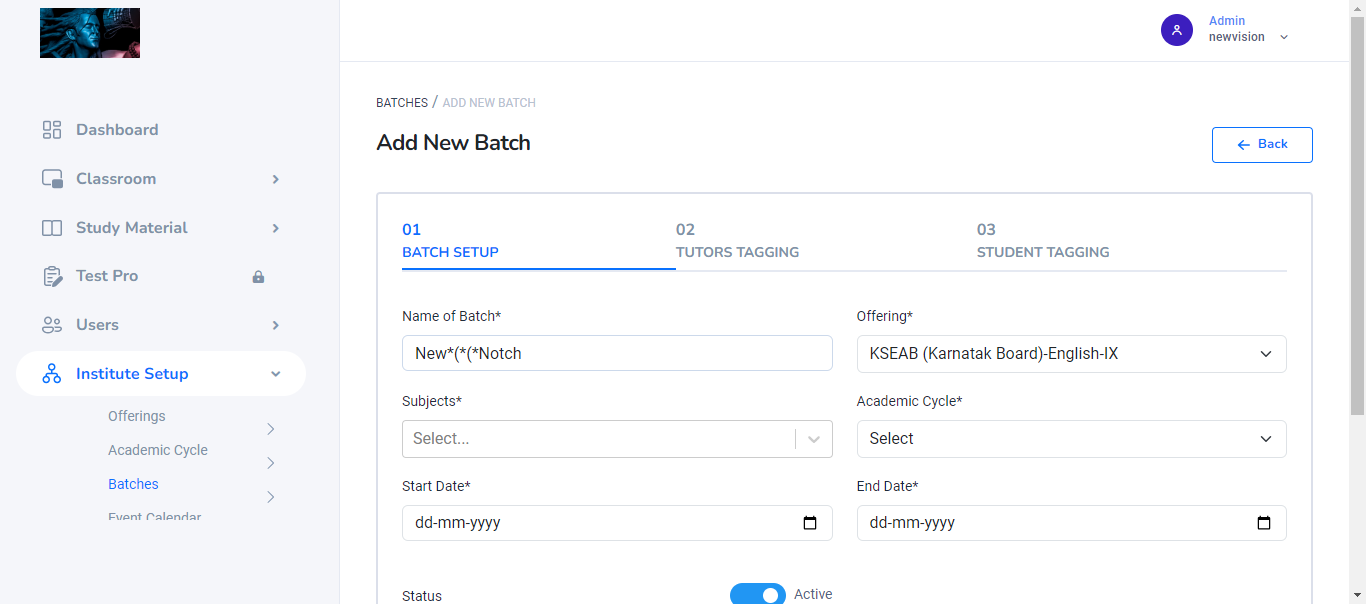 Admin
newvision
Dashboard
Classroom
Study Material
Test Pro
Users
Institute Setup
Offerings
Academic Cycle
Batches
Event Calendar
BATCHES / ADD NEW BATCH
Add New Batch
Back
01
BATCH SETUP
02
TUTORS TAGGING
03
STUDENT TAGGING
Name of Batch*
New*(*(*Notch
Offering*
KSEAB (Karnatak Board)-English-IX
Subjects*
Select...
Academic Cycle*
Select
Start Date*
dd-mm-yyyy
End Date*
dd-mm-yyyy
Status
Active